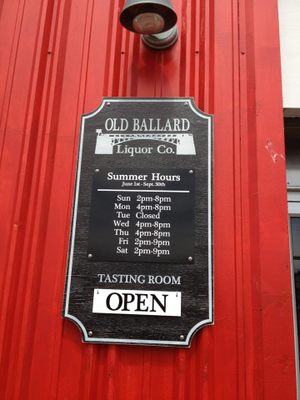 OLD BALLARD
Liquor Co.
Summer Hours
June 1st - Sept. 30th
Sun 2pm-8pm
Mon 4pm-8pm
Tue Closed
Wed 4pm-8pm
Thu 4pm-8pm
Fri 2pm-9pm
Sat 2pm-9pm
TASTING ROOM
OPEN